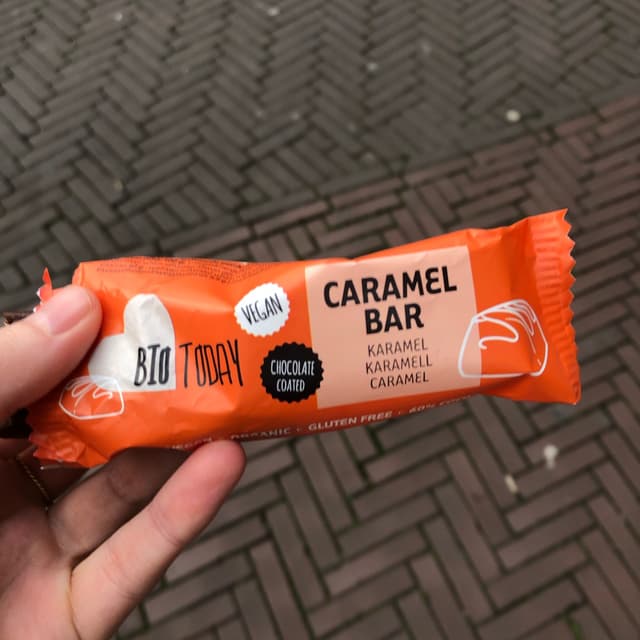 BIO TODAY
VEGAN
CHOCOLATE
COATED
CARAMEL
BAR
KARAMEL
KARAMELL
CARAMEL
ORGANIC • GLUTEN FREE •